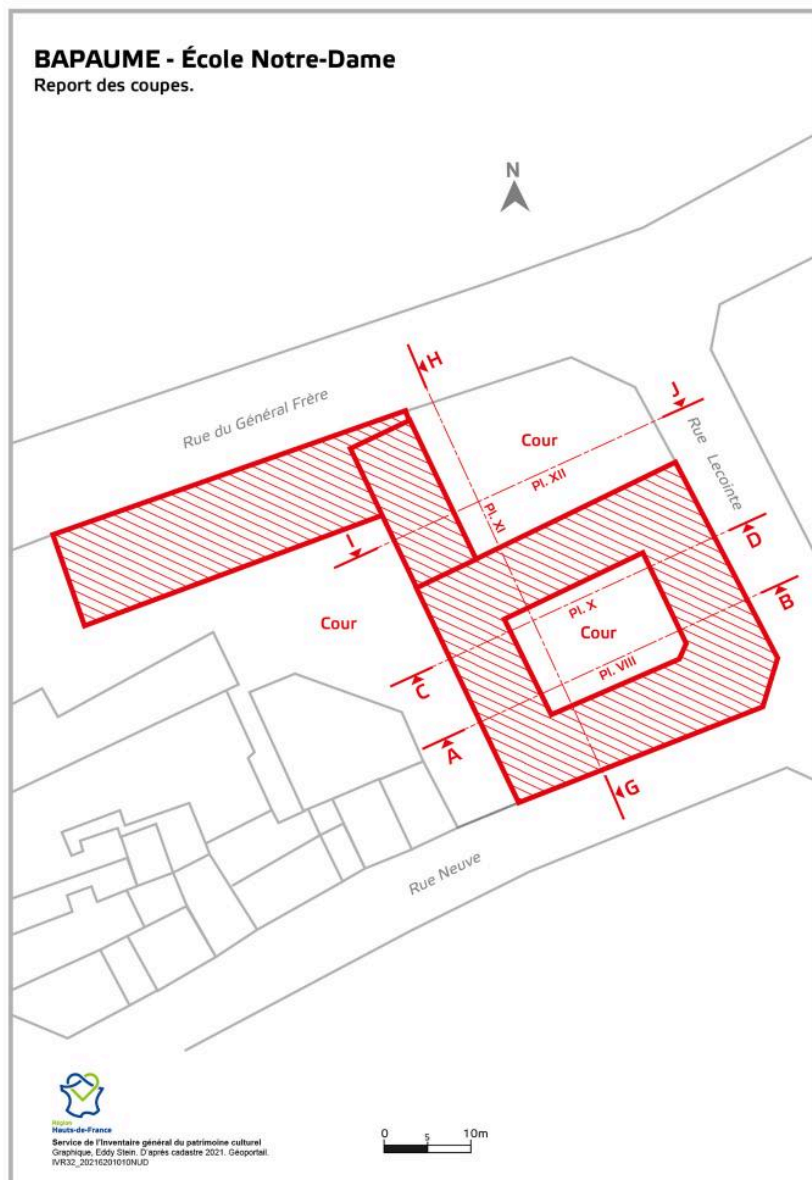 BAPAUME - École Notre-Dame
Report des coupes.
N
H
Rue du Général Frère
J
Cour
Rue Lecointe
Pl. XII
Pl. XI
I
D
Pl. X
B
Cour
Cour
Pl. VIII
C
A
G
Rue Neuve
Région
Hauts-de-France
Service de l'Inventaire général du patrimoine culturel
Graphique, Eddy Stein. D'après cadastre 2021. Géoportail.
IVR32_20216201010NUD
0 5 10m